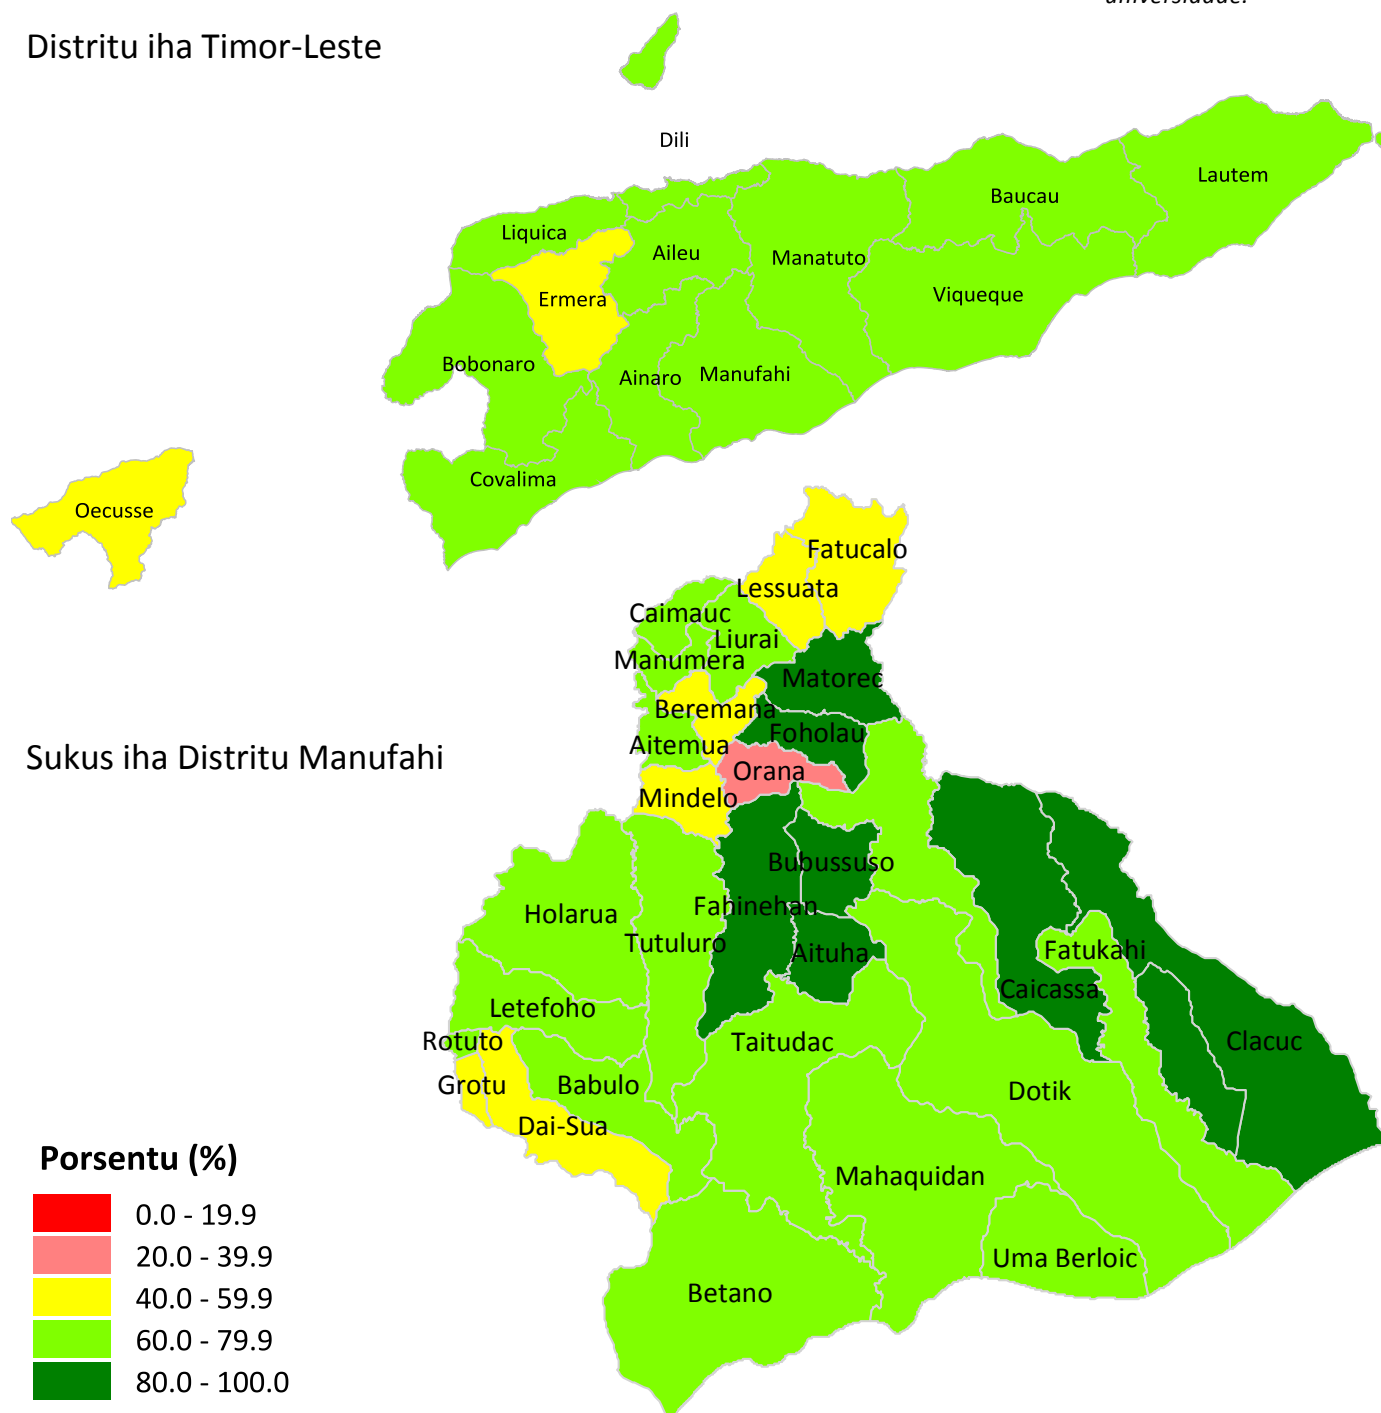 universidade.
Distritu iha Timor-Leste
Dili
Lautem
Baucau
Liquica
Aileu
Manatuto
Viqueque
Ermera
Bobonaro
Ainaro
Manufahi
Covalima
Oecusse
Fatucalo
Lessuata
Caimauc
Liurai
Manumera
Matorec
Beremana
Foholau
Aitemua
Sukus iha Distritu Manufahi
Orana
Mindelo
Bubussuso
Fahinehan
Holarua
Tutuluro
Aituha
Fatukahi
Caicassa
Letefoho
Rotuto
Taitudac
Clacuc
Grotu
Babulo
Dotik
Dai-Sua
Mahaquidan
Uma Berloic
Betano
Porsentu (%)
0.0 - 19.9
20.0 - 39.9
40.0 - 59.9
60.0 - 79.9
80.0 - 100.0